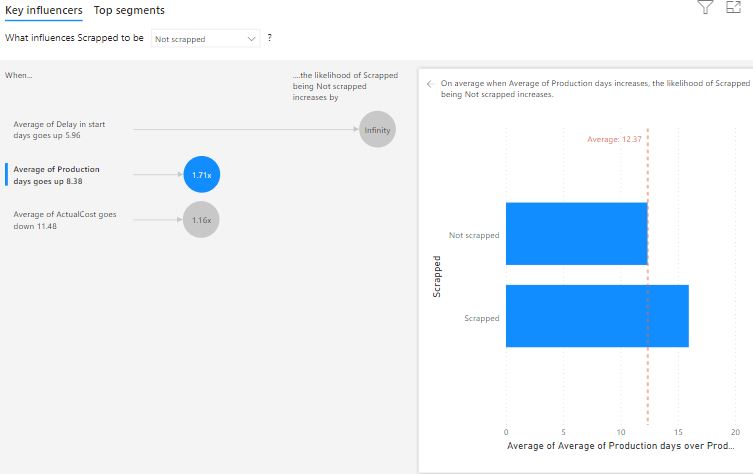 Key influencers Top segments
What influences Scrapped to be Not scrapped ?
When...
....the likelihood of Scrapped
being Not scrapped
increases by
Average of Delay in start
days goes up 5.96
Infinity
Average of Production
days goes up 8.38
1.71x
Average of ActualCost goes
down 11.48
1.16x
← On average when Average of Production days increases, the likelihood of Scrapped
being Not scrapped increases.
Average: 12.37
Not scrapped
Scrapped
Scrapped
0 5 10 15 20
Average of Average of Production days over Prod...